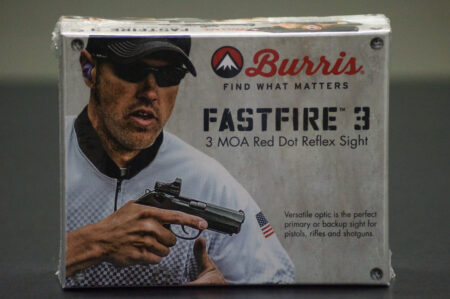 Burris®
FIND WHAT MATTERS
FASTFIRE™ 3
3 MOA Red Dot Reflex Sight
Versatile optic is the perfect
primary or backup sight for
pistols, rifles and shotguns.